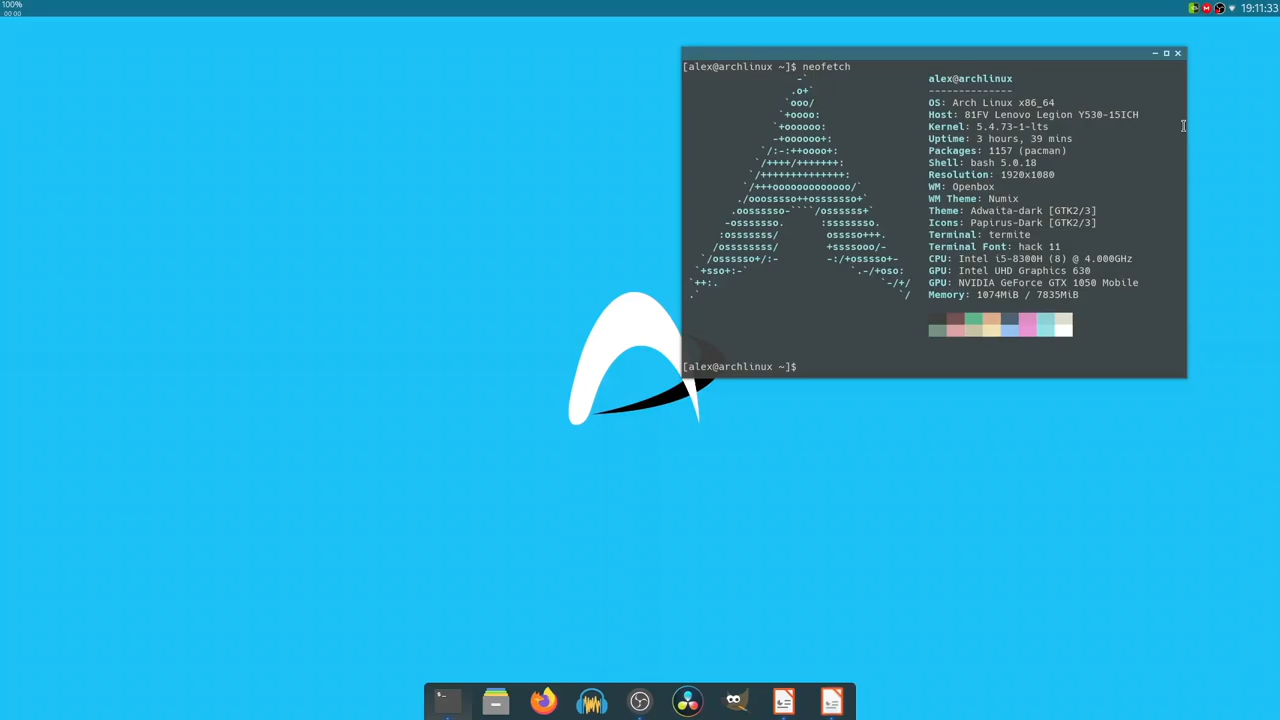 100%
00:00
19:11:33
[alex@archlinux ~]$ neofetch
alex@archlinux
--------------
OS: Arch Linux x86_64
Host: 81FV Lenovo Legion Y530-15ICH
Kernel: 5.4.73-1-lts
Uptime: 3 hours, 39 mins
Packages: 1157 (pacman)
Shell: bash 5.0.18
Resolution: 1920x1080
WM: Openbox
WM Theme: Numix
Theme: Adwaita-dark [GTK2/3]
Icons: Papirus-Dark [GTK2/3]
Terminal: termite
Terminal Font: hack 11
CPU: Intel i5-8300H (8) @ 4.000GHz
GPU: Intel UHD Graphics 630
GPU: NVIDIA GeForce GTX 1050 Mobile
Memory: 1074MiB / 7835MiB
[alex@archlinux ~]$